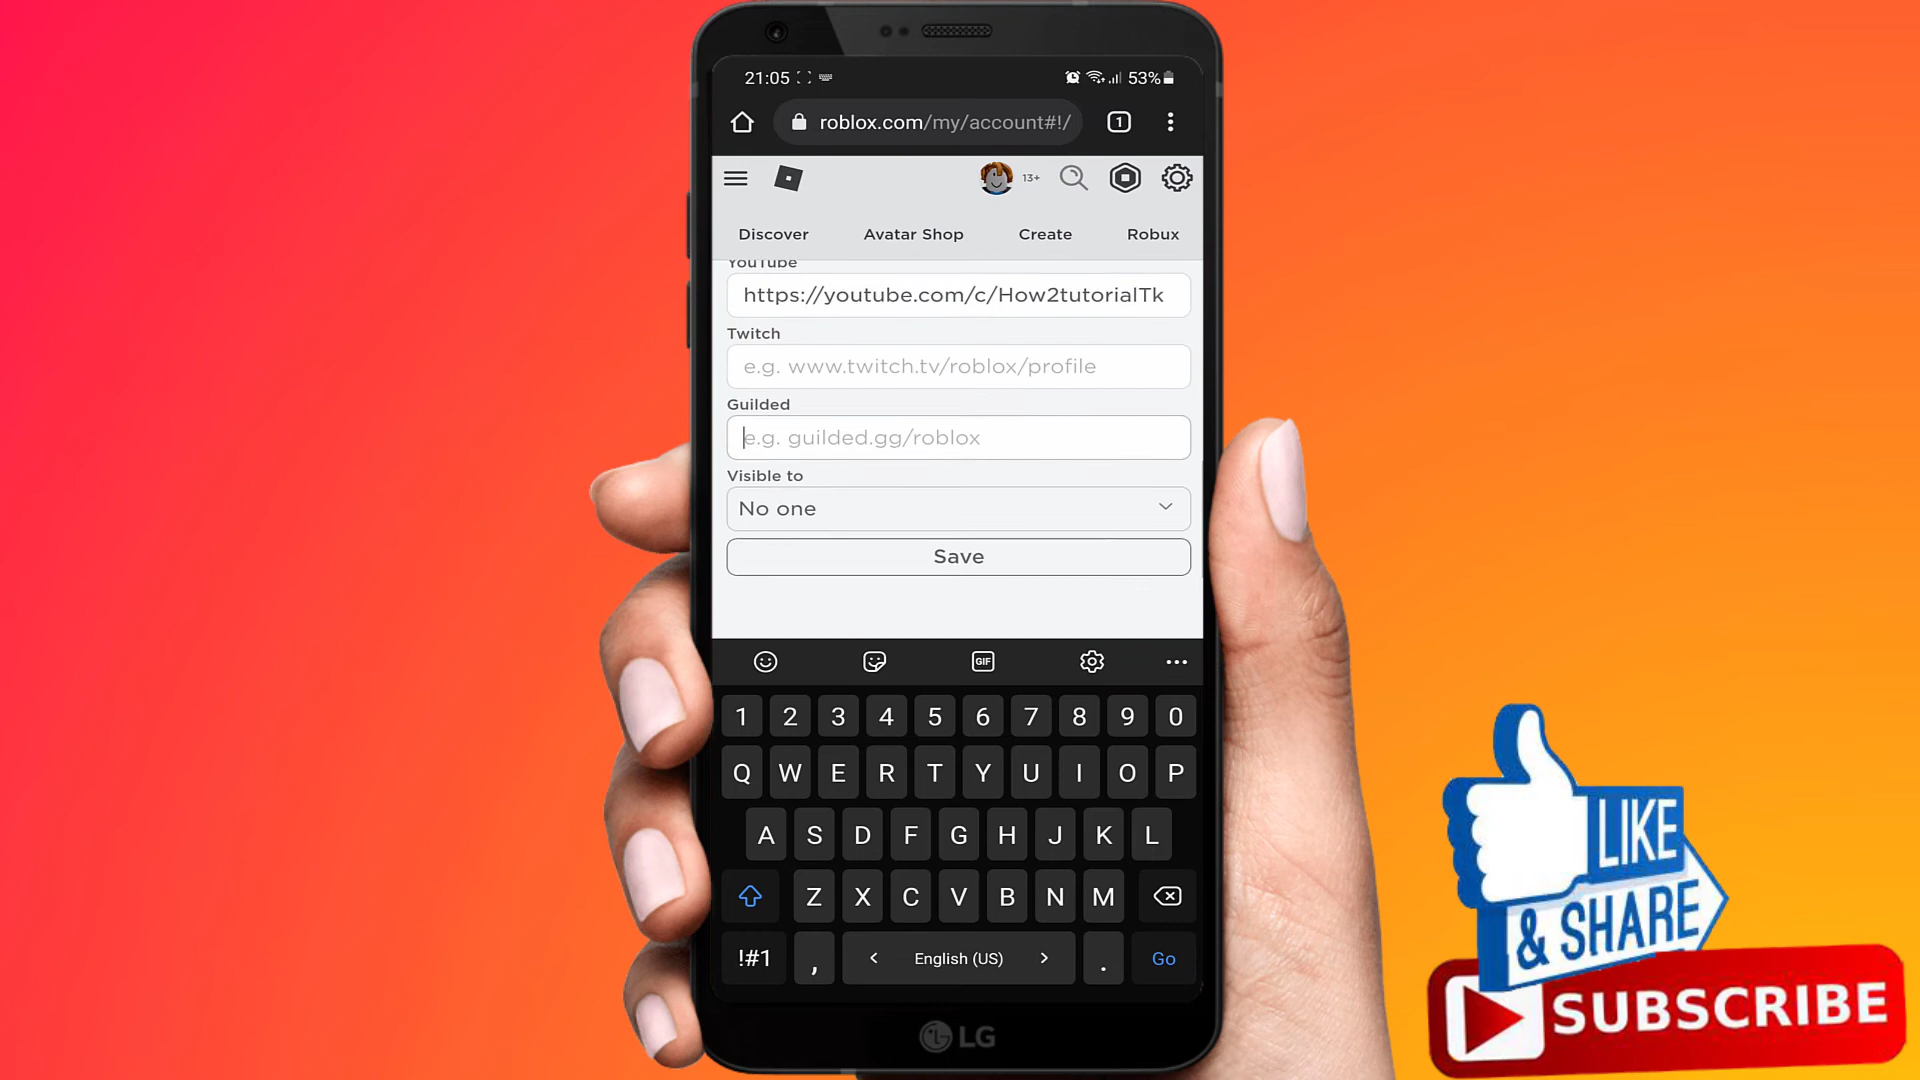 21:05 53%
roblox.com/my/account#!/ 1
13+
Discover Avatar Shop Create Robux
YouTube
https://youtube.com/c/How2tutorialTk
Twitch
e.g. www.twitch.tv/roblox/profile
Guilded
e.g. guilded.gg/roblox
Visible to
No one
Save
GIF
1 2 3 4 5 6 7 8 9 0
Q W E R T Y U I O P
A S D F G H J K L
Z X C V B N M
!#1 , < English (US) > . Go
LG
LIKE
& SHARE
SUBSCRIBE